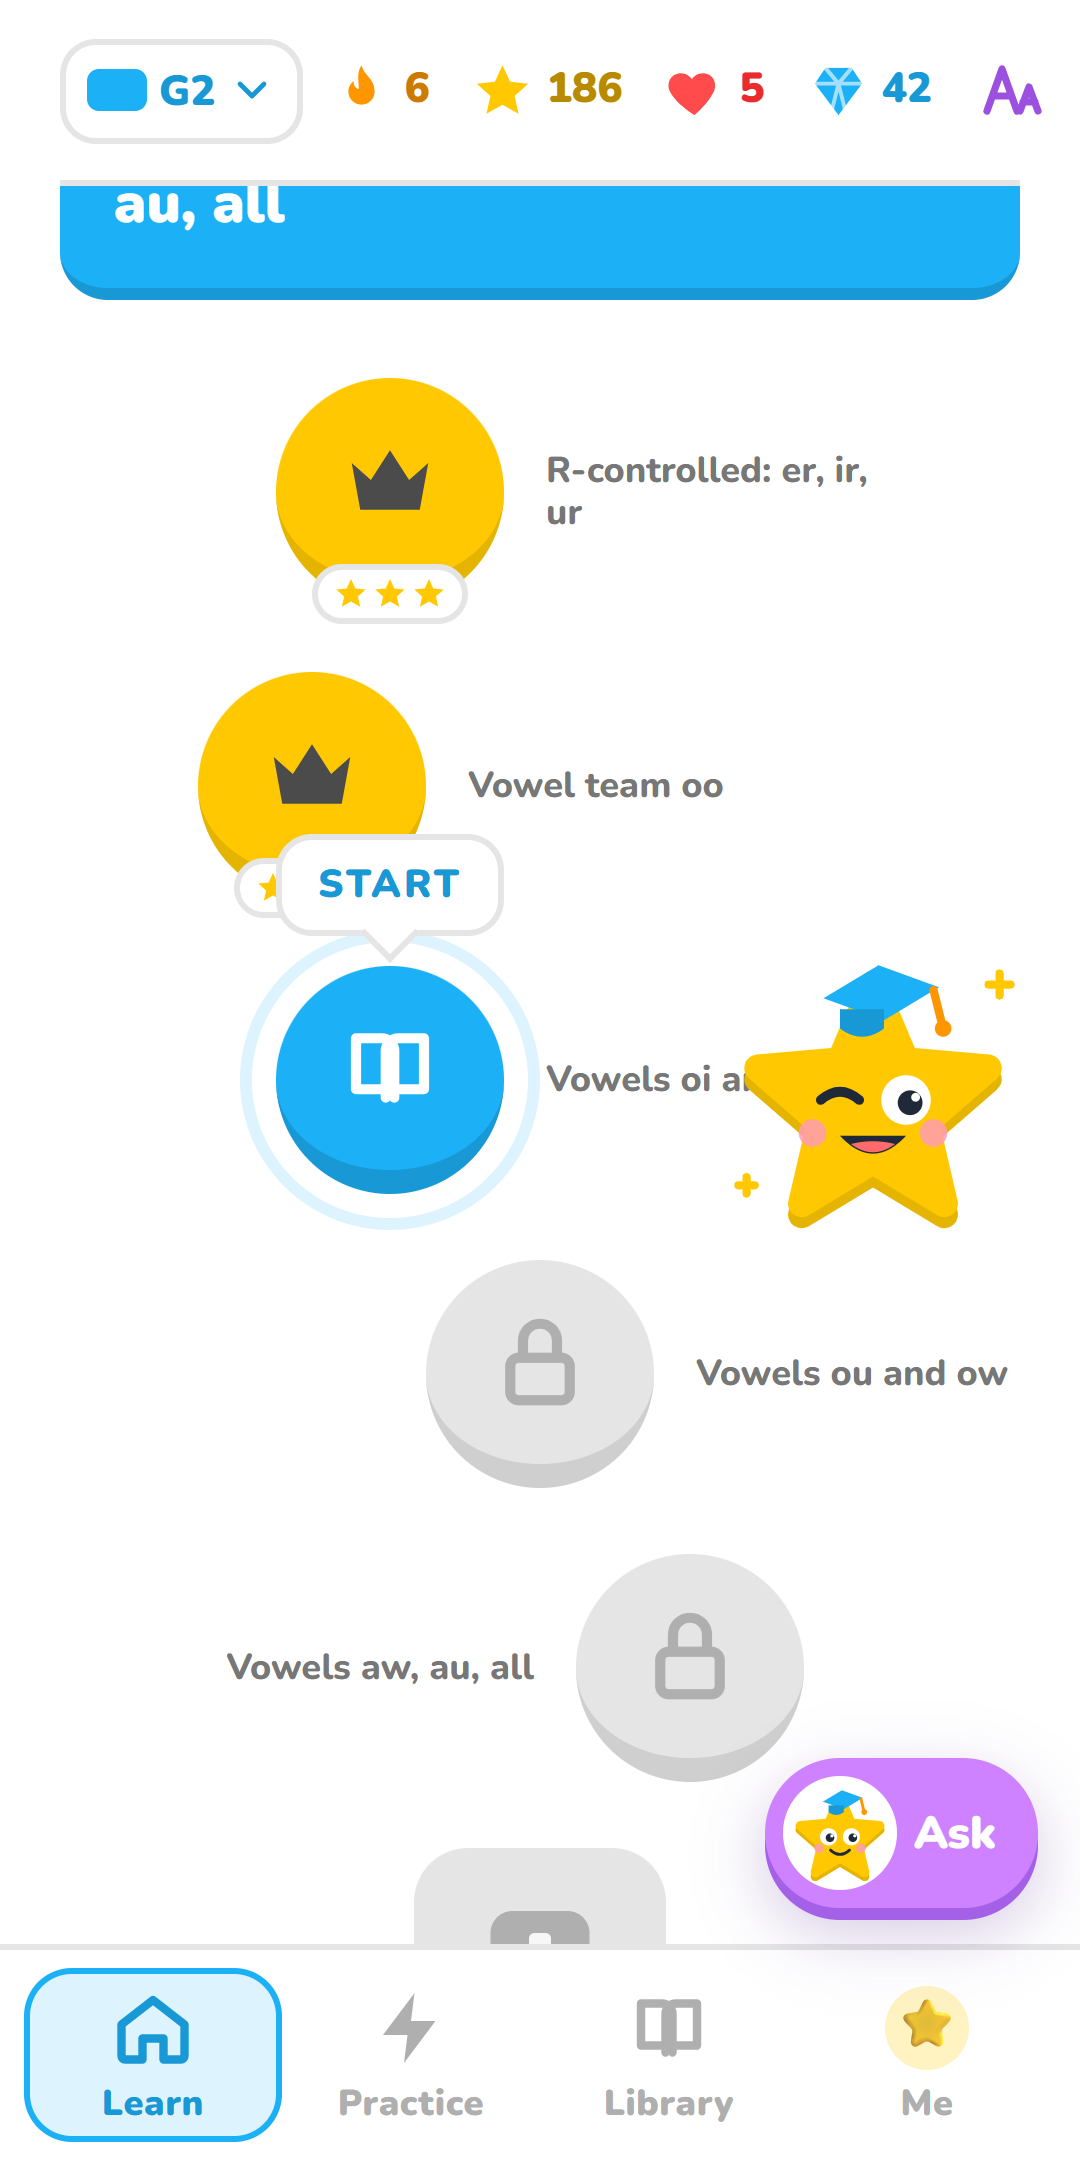 G2
6
186
5
42
AA
au, all
R-controlled: er, ir,
ur
Vowel team oo
START
Vowels oi
Vowels ou and ow
Vowels aw, au, all
Ask
Learn
Practice
Library
Me